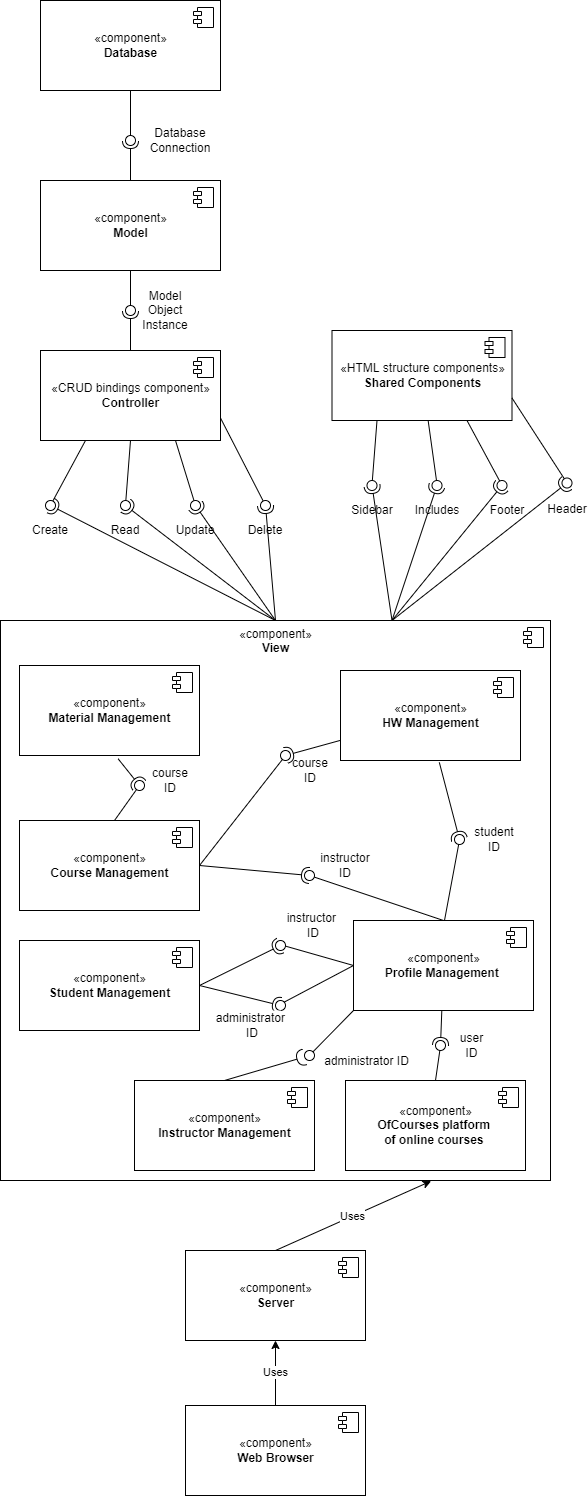 «component»
Database
Database
Connection
«component»
Model
Model
Object
Instance
«CRUD bindings component»
Controller
«HTML structure components»
Shared Components
Create
Read
Update
Delete
Sidebar
Includes
Footer
Header
«component»
View
«component»
Material Management
«component»
HW Management
course
ID
course
ID
«component»
Course Management
student
ID
instructor
ID
«component»
Student Management
instructor
ID
«component»
Profile Management
administrator
ID
administrator ID
user
ID
«component»
Instructor Management
«component»
OfCourses platform
of online courses
Uses
«component»
Server
Uses
«component»
Web Browser